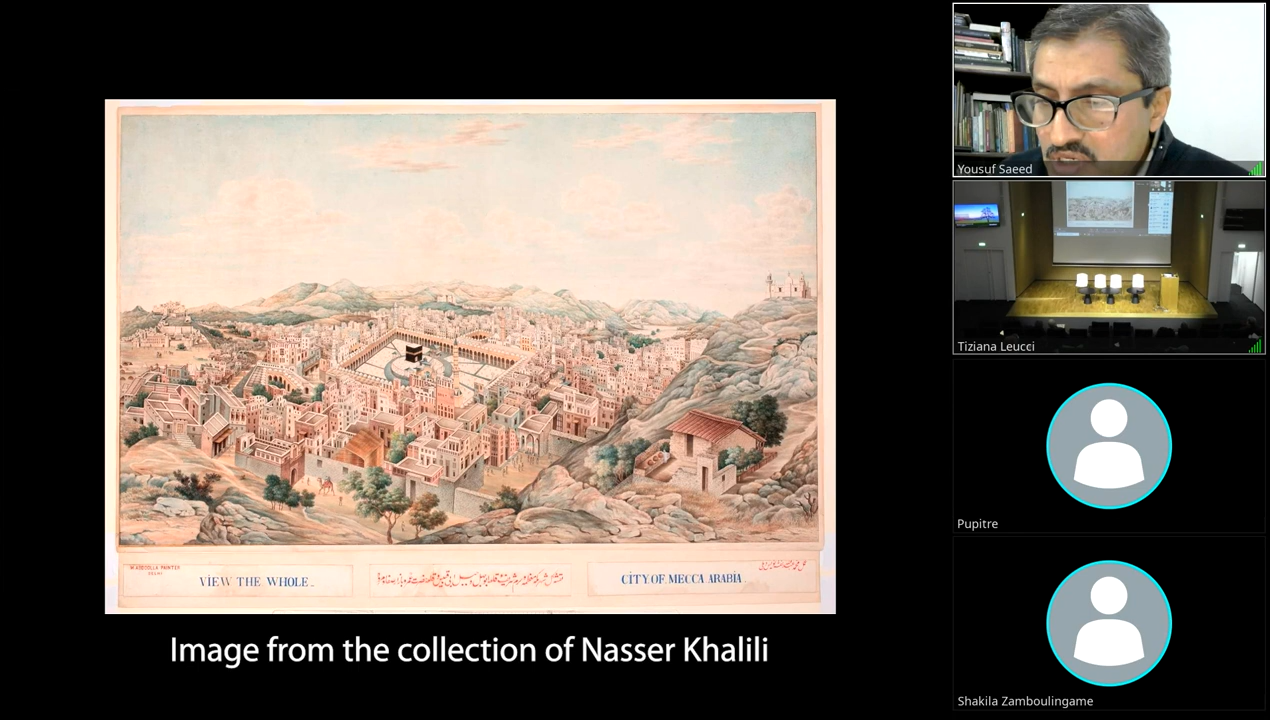 VIEW THE WHOLE
CITY OF MECCA ARABIA
Image from the collection of Nasser Khalili
Yousuf Saeed
Tiziana Leucci
Pupitre
Shakila Zamboulingame